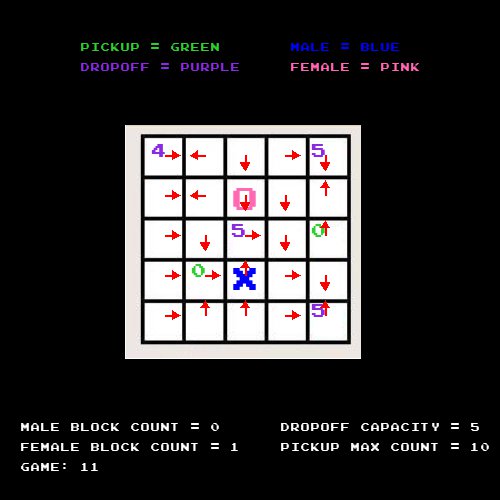 PICKUP = GREEN MALE = BLUE
DROPOFF = PURPLE FEMALE = PINK
4 5
5 0
0
5
MALE BLOCK COUNT = 0 DROPOFF CAPACITY = 5
FEMALE BLOCK COUNT = 1 PICKUP MAX COUNT = 10
GAME: 11